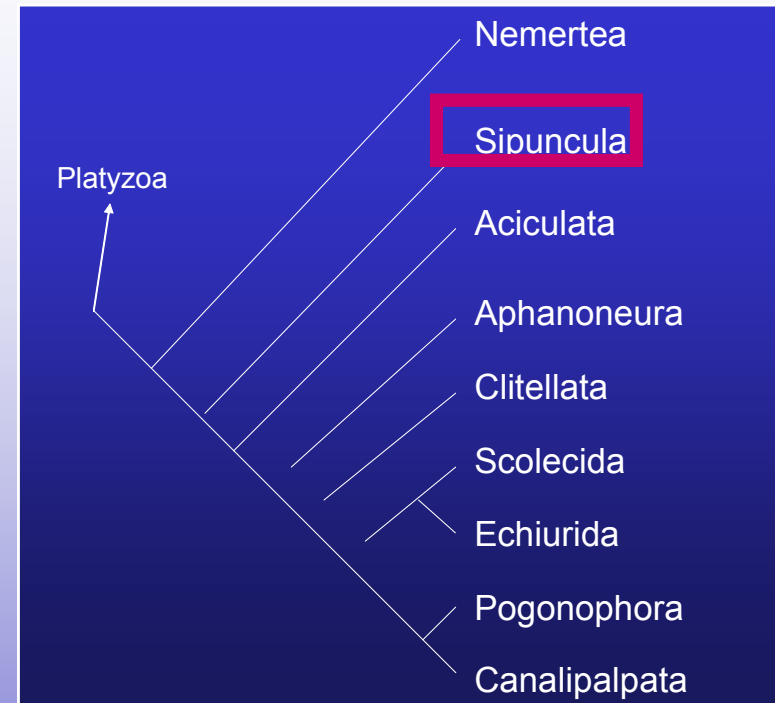 Nemertea
Sipuncula
Platyzoa
Aciculata
Aphanoneura
Clitellata
Scolecida
Echiurida
Pogonophora
Canalipalpata